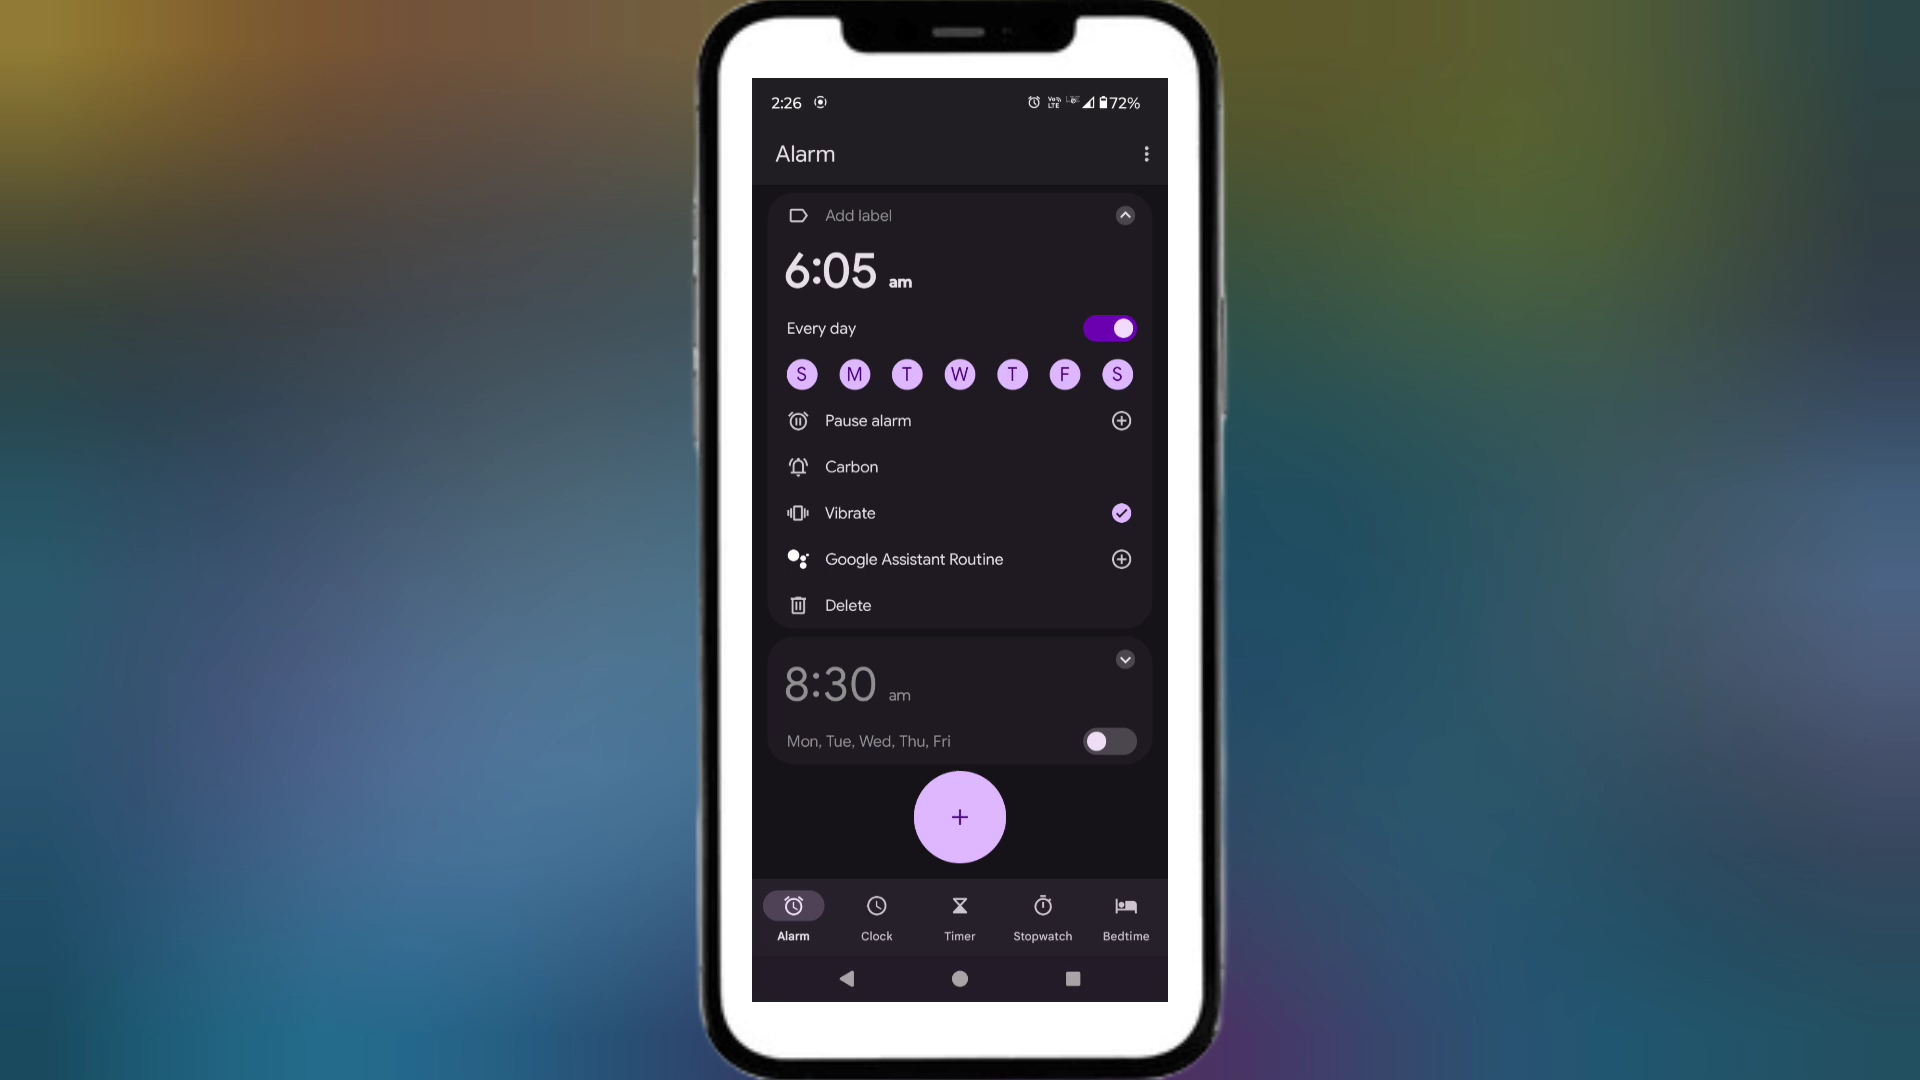 2:26 72%
Alarm
Add label
6:05 am
Every day
S M T W T F S
Pause alarm
Carbon
Vibrate
Google Assistant Routine
Delete
8:30 am
Mon, Tue, Wed, Thu, Fri
+
Alarm Clock Timer Stopwatch Bedtime